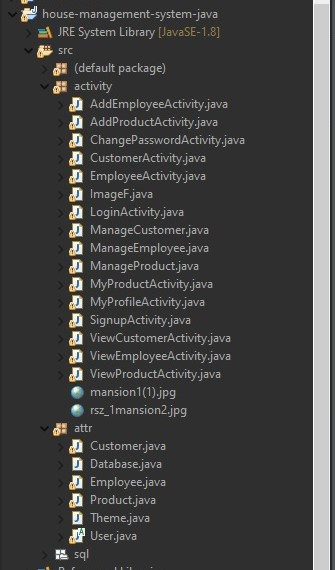 house-management-system-java
JRE System Library [JavaSE-1.8]
src
(default package)
activity
AddEmployeeActivity.java
AddProductActivity.java
ChangePasswordActivity.java
CustomerActivity.java
EmployeeActivity.java
ImageF.java
LoginActivity.java
ManageCustomer.java
ManageEmployee.java
ManageProduct.java
MyProductActivity.java
MyProfileActivity.java
SignupActivity.java
ViewCustomerActivity.java
ViewEmployeeActivity.java
ViewProductActivity.java
mansion1(1).jpg
rsz_1mansion2.jpg
attr
Customer.java
Database.java
Employee.java
Product.java
Theme.java
User.java
sql